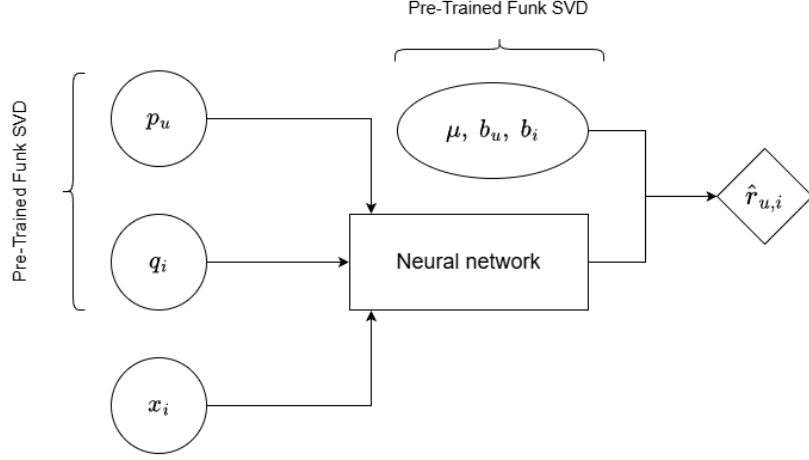 Pre-Trained Funk SVD
Pre-Trained Funk SVD
p_u
μ, b_u, b_i
r̂_{u,i}
q_i
Neural network
x_i